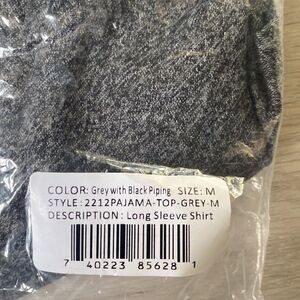 COLOR: Grey with Black Piping SIZE: M
STYLE: 2212PAJAMA-TOP-GREY-M
DESCRIPTION: Long Sleeve Shirt
7 40223 85628 1